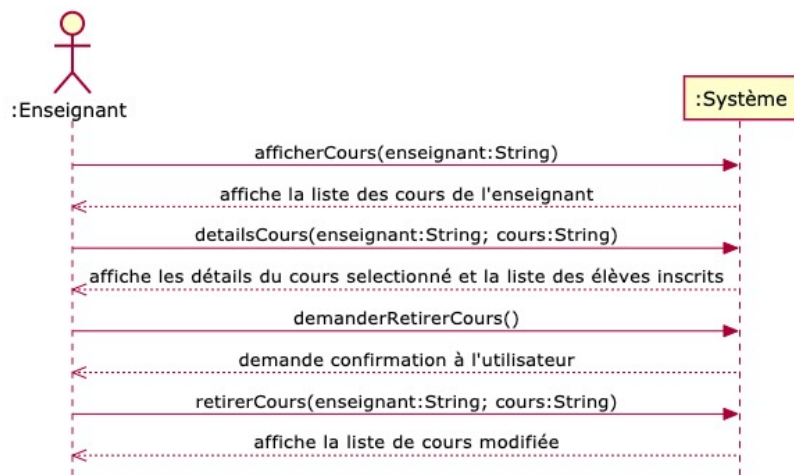 :Enseignant
:Système
afficherCours(enseignant:String)
affiche la liste des cours de l'enseignant
detailsCours(enseignant:String; cours:String)
affiche les détails du cours selectionné et la liste des élèves inscrits
demanderRetirerCours()
demande confirmation à l'utilisateur
retirerCours(enseignant:String; cours:String)
affiche la liste de cours modifiée